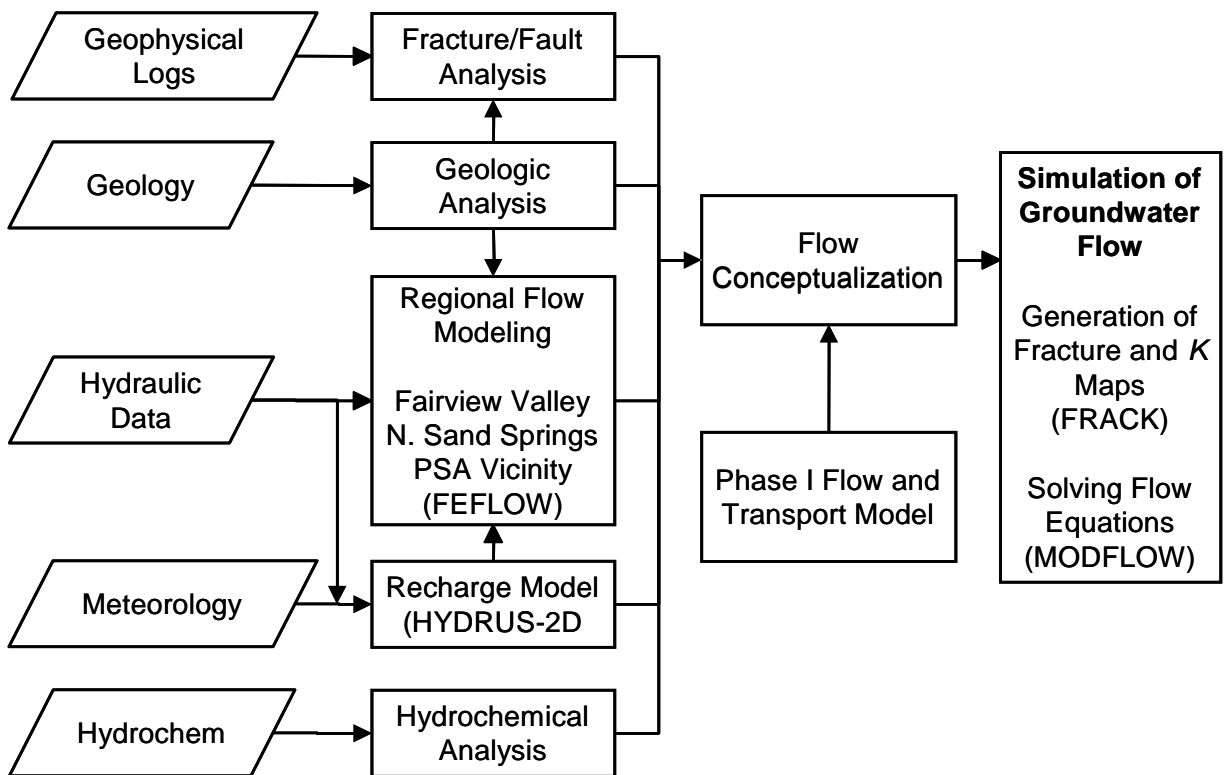 Geophysical
Logs
Fracture/Fault
Analysis
Geology
Geologic
Analysis
Hydraulic
Data
Regional Flow
Modeling
Fairview Valley
N. Sand Springs
PSA Vicinity
(FEFLOW)
Meteorology
Recharge Model
(HYDRUS-2D
Hydrochem
Hydrochemical
Analysis
Flow
Conceptualization
Phase I Flow and
Transport Model
Simulation of
Groundwater
Flow
Generation of
Fracture and K
Maps
(FRACK)
Solving Flow
Equations
(MODFLOW)